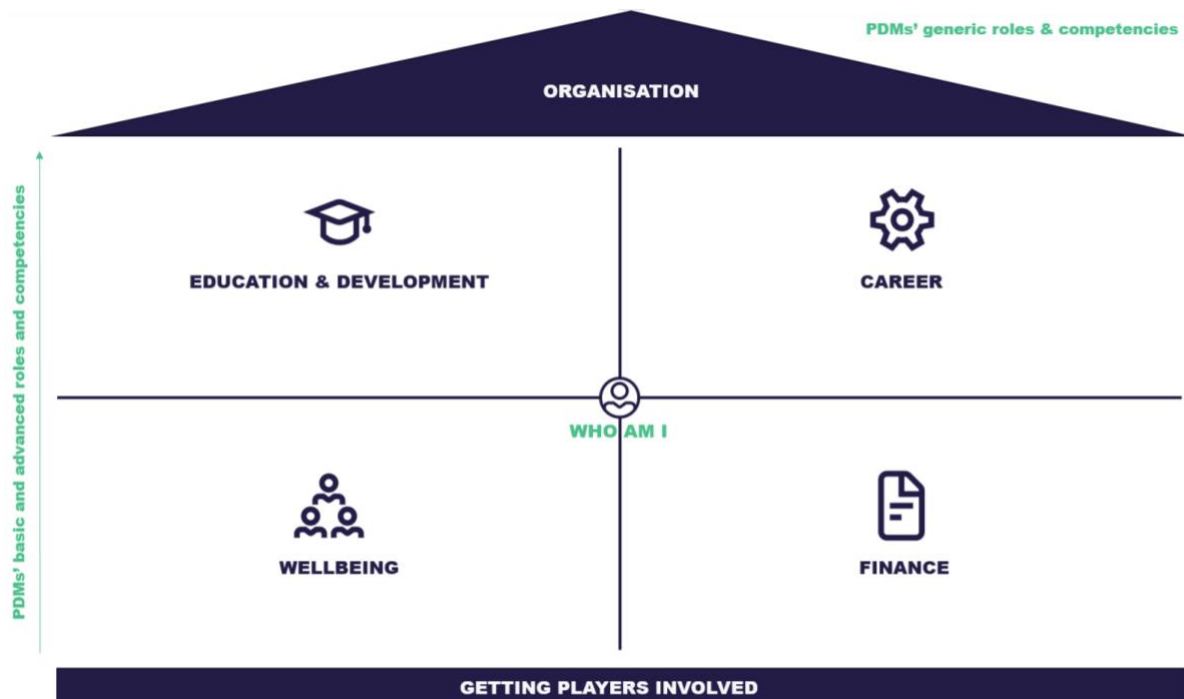 PDMs' generic roles & competencies
ORGANISATION
PDMs' basic and advanced roles and competencies
EDUCATION & DEVELOPMENT
CAREER
WHO AM I
WELLBEING
FINANCE
GETTING PLAYERS INVOLVED